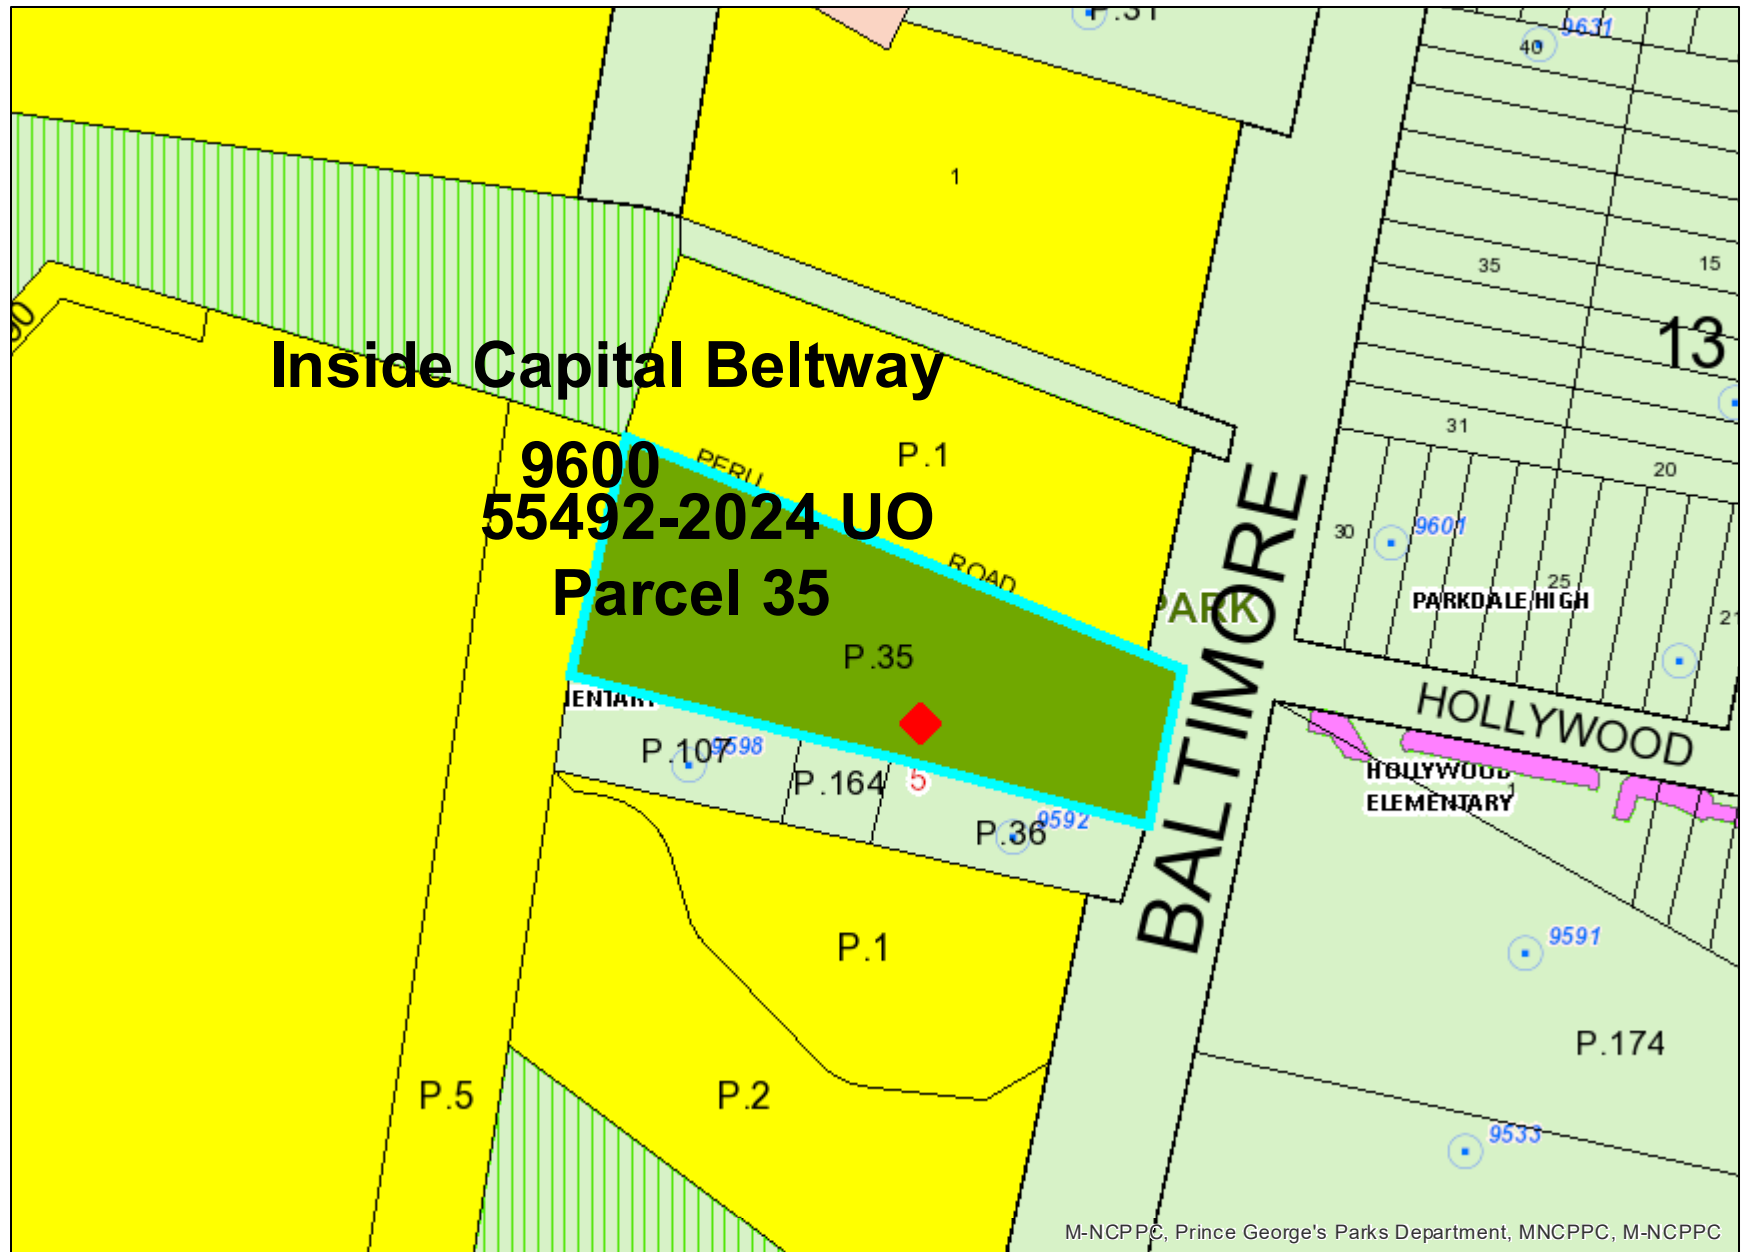 P.31
9631
40
1
35
15
13
Inside Capital Beltway
31
20
P.1
PERU
9600
55492-2024 UO
ROAD
Parcel 35
30
9601
25
PARKDALE HIGH
21
PARK
BALTIMORE
P.35
HOLLYWOOD
P.107
9598
P.164
5
P.36
9592
HOLLYWOOD
ELEMENTARY
1
P.1
9591
P.174
P.5
P.2
9533
M-NCPPC, Prince George's Parks Department, MNCPPC, M-NCPPC